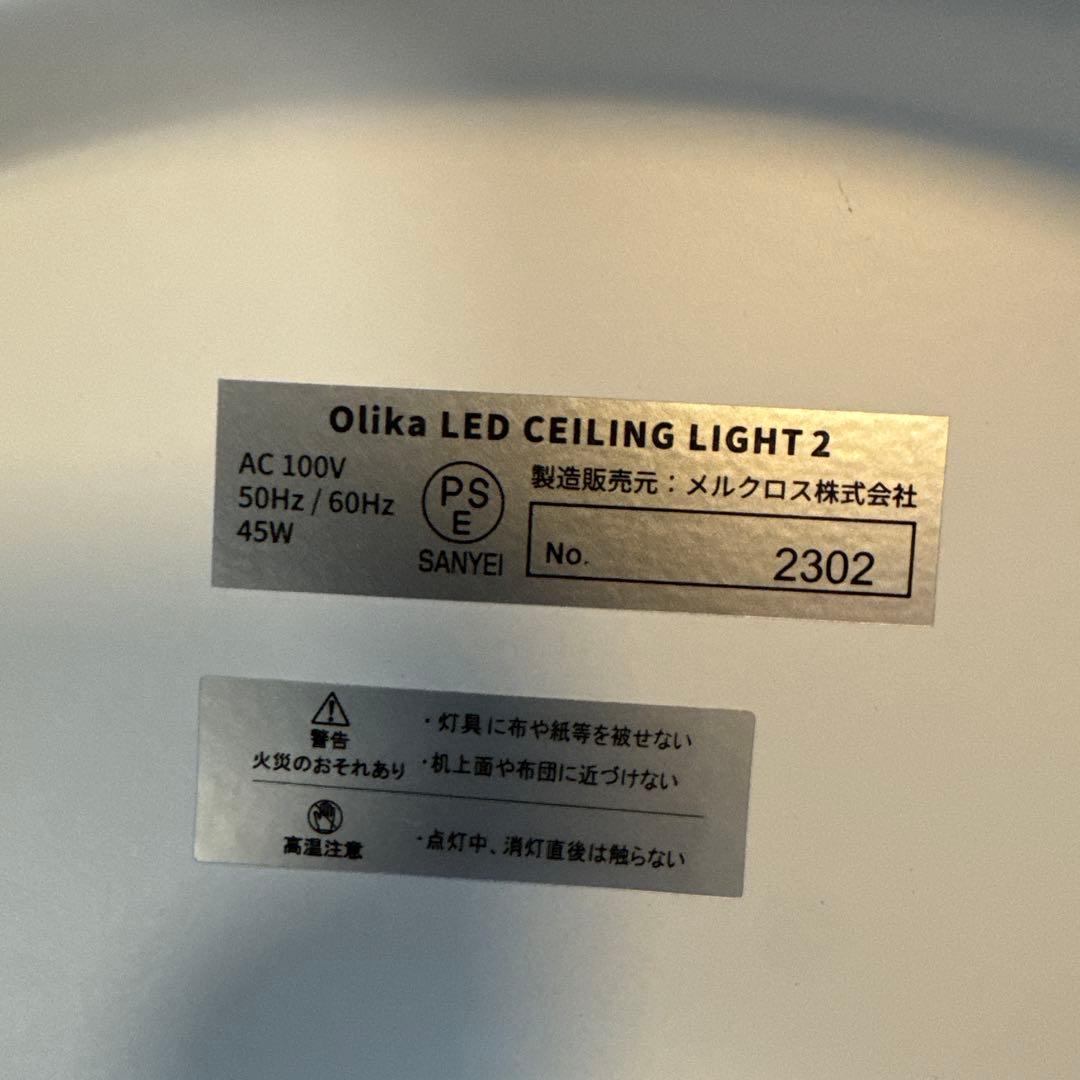 Olika LED CEILING LIGHT 2
AC 100V
50Hz / 60Hz
45W
PS
E
SANYEI
製造販売元：メルクロス株式会社
No. 2302
警告
火災のおそれあり
・灯具に布や紙等を被せない
・机上面や布団に近づけない
高温注意
・点灯中、消灯直後は触らない